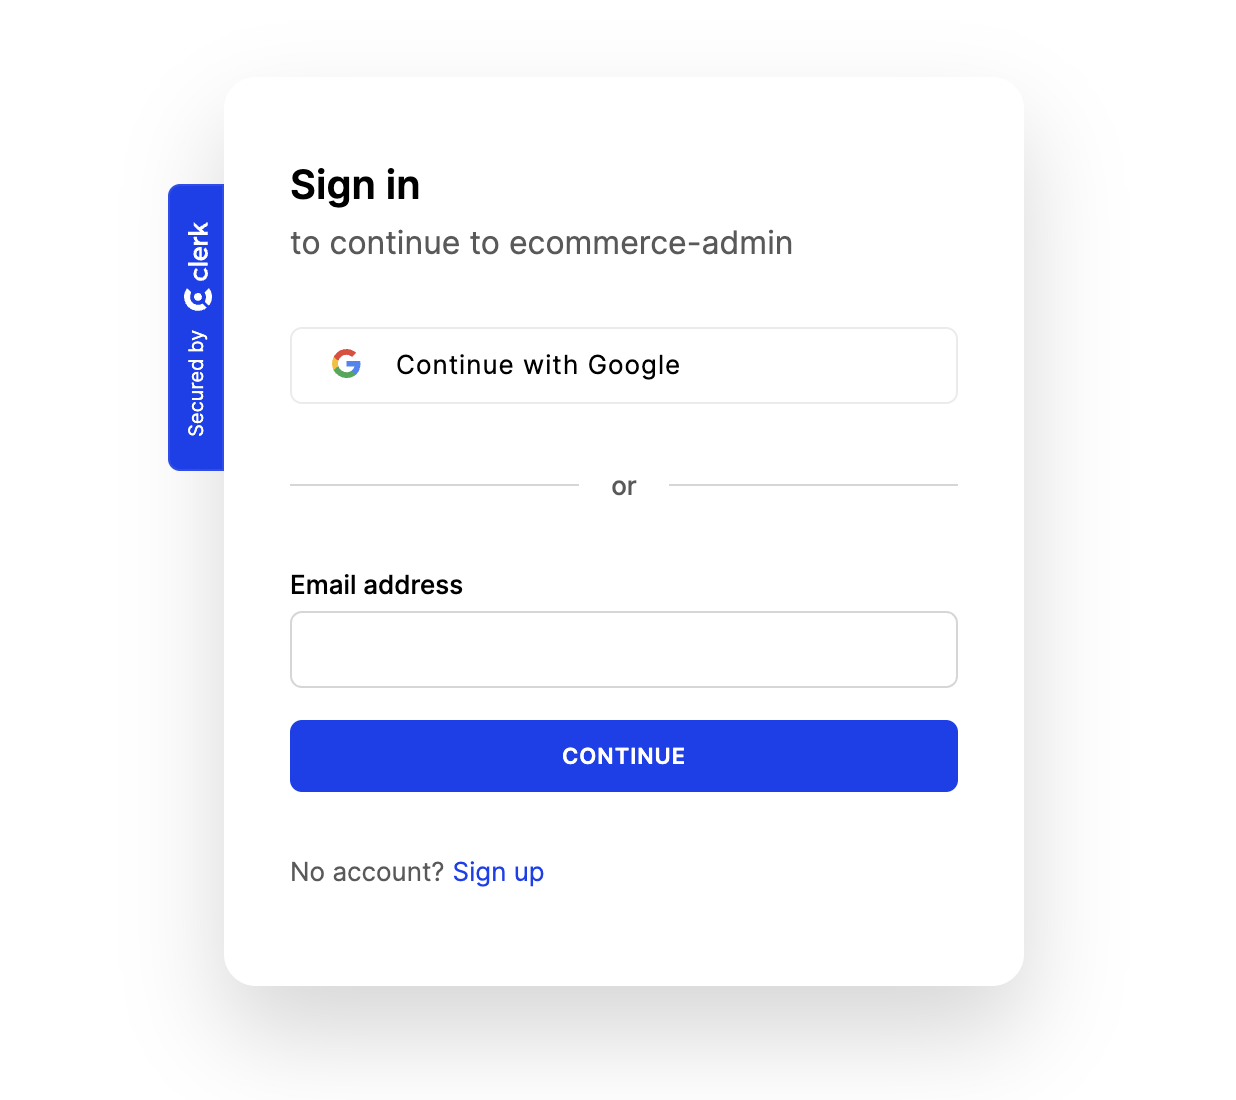 Sign in
to continue to ecommerce-admin
Secured by clerk
Continue with Google
or
Email address
CONTINUE
No account? Sign up